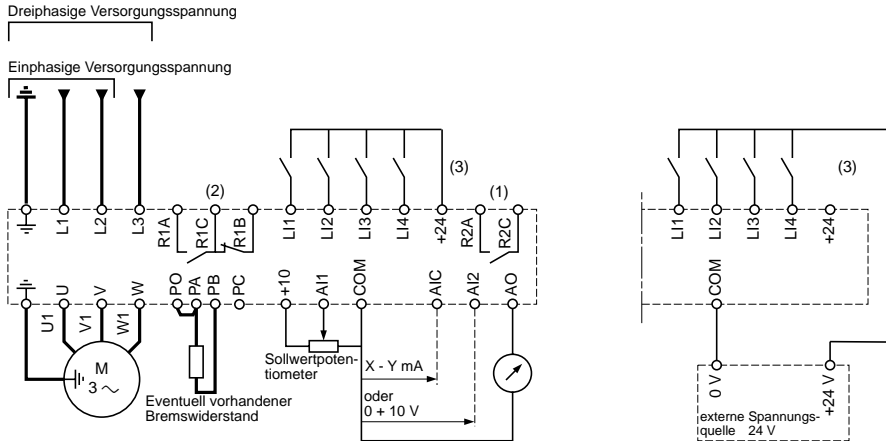 Dreiphasige Versorgungsspannung
Einphasige Versorgungsspannung
(2)
(3)
(1)
(3)
L1
L2
L3
R1A
R1C
R1B
LI1
LI2
LI3
LI4
+24
R2A
R2C
LI1
LI2
LI3
LI4
+24
U
V
W
PO
PA
PB
PC
+10
AI1
COM
AIC
AI2
AO
COM
U1
V1
W1
M
3 ~
Eventuell vorhandener
Bremswiderstand
Sollwertpoten-
tiometer
X - Y mA
oder
0 + 10 V
0 V
+24 V
externe Spannungs-
quelle 24 V